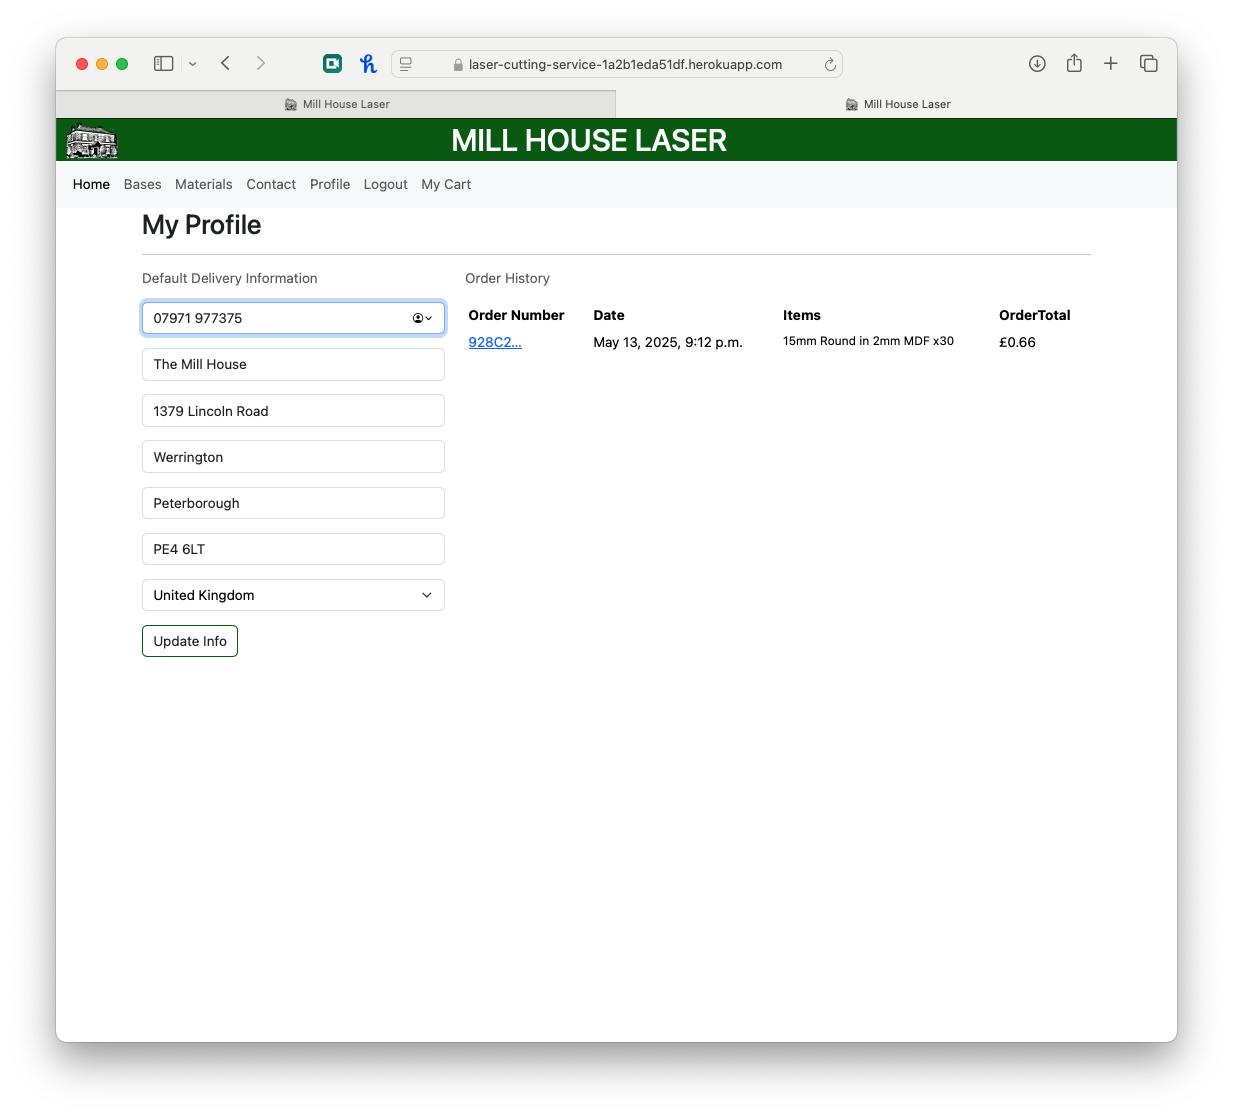 laser-cutting-service-1a2b1eda51df.herokuapp.com
Mill House Laser
Mill House Laser
MILL HOUSE LASER
Home Bases Materials Contact Profile Logout My Cart
My Profile
Default Delivery Information
07971 977375
The Mill House
1379 Lincoln Road
Werrington
Peterborough
PE4 6LT
United Kingdom
Update Info
Order History
Order Number Date Items OrderTotal
928C2... May 13, 2025, 9:12 p.m. 15mm Round in 2mm MDF x30 £0.66